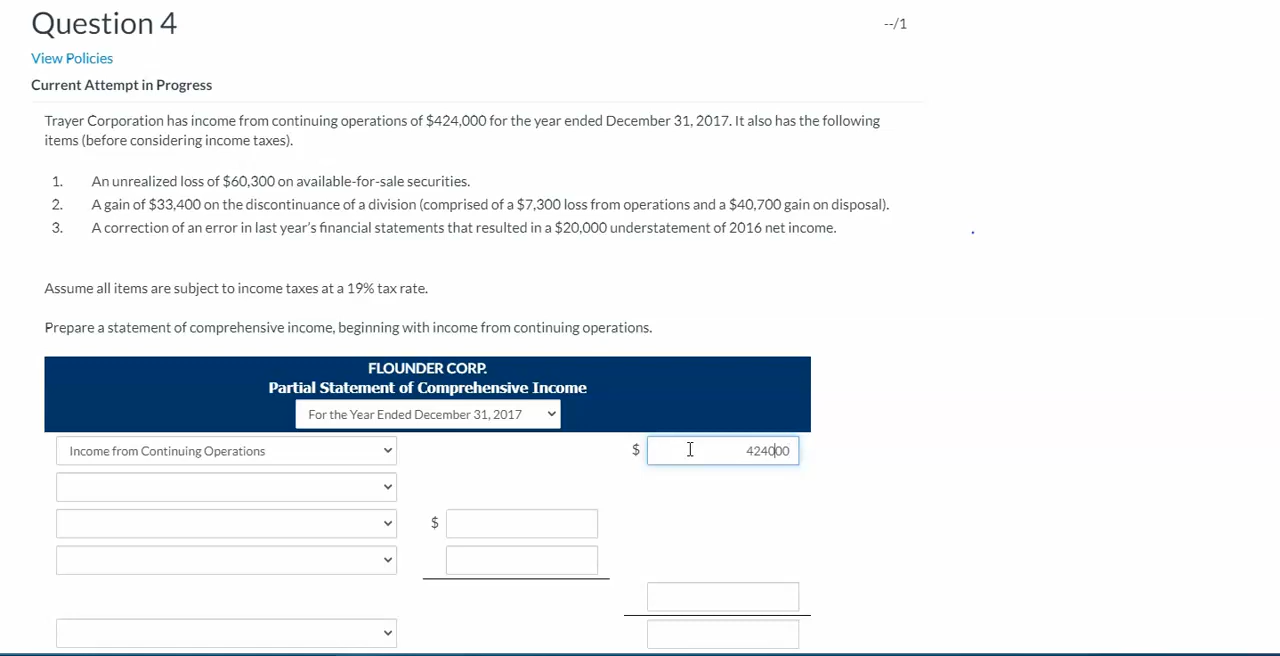 Question 4
--/1
View Policies
Current Attempt in Progress
Trayer Corporation has income from continuing operations of $424,000 for the year ended December 31, 2017. It also has the following
items (before considering income taxes).
1. An unrealized loss of $60,300 on available-for-sale securities.
2. A gain of $33,400 on the discontinuance of a division (comprised of a $7,300 loss from operations and a $40,700 gain on disposal).
3. A correction of an error in last year's financial statements that resulted in a $20,000 understatement of 2016 net income.
Assume all items are subject to income taxes at a 19% tax rate.
Prepare a statement of comprehensive income, beginning with income from continuing operations.
FLOUNDER CORP.
Partial Statement of Comprehensive Income
For the Year Ended December 31, 2017
Income from Continuing Operations $ 424000
$